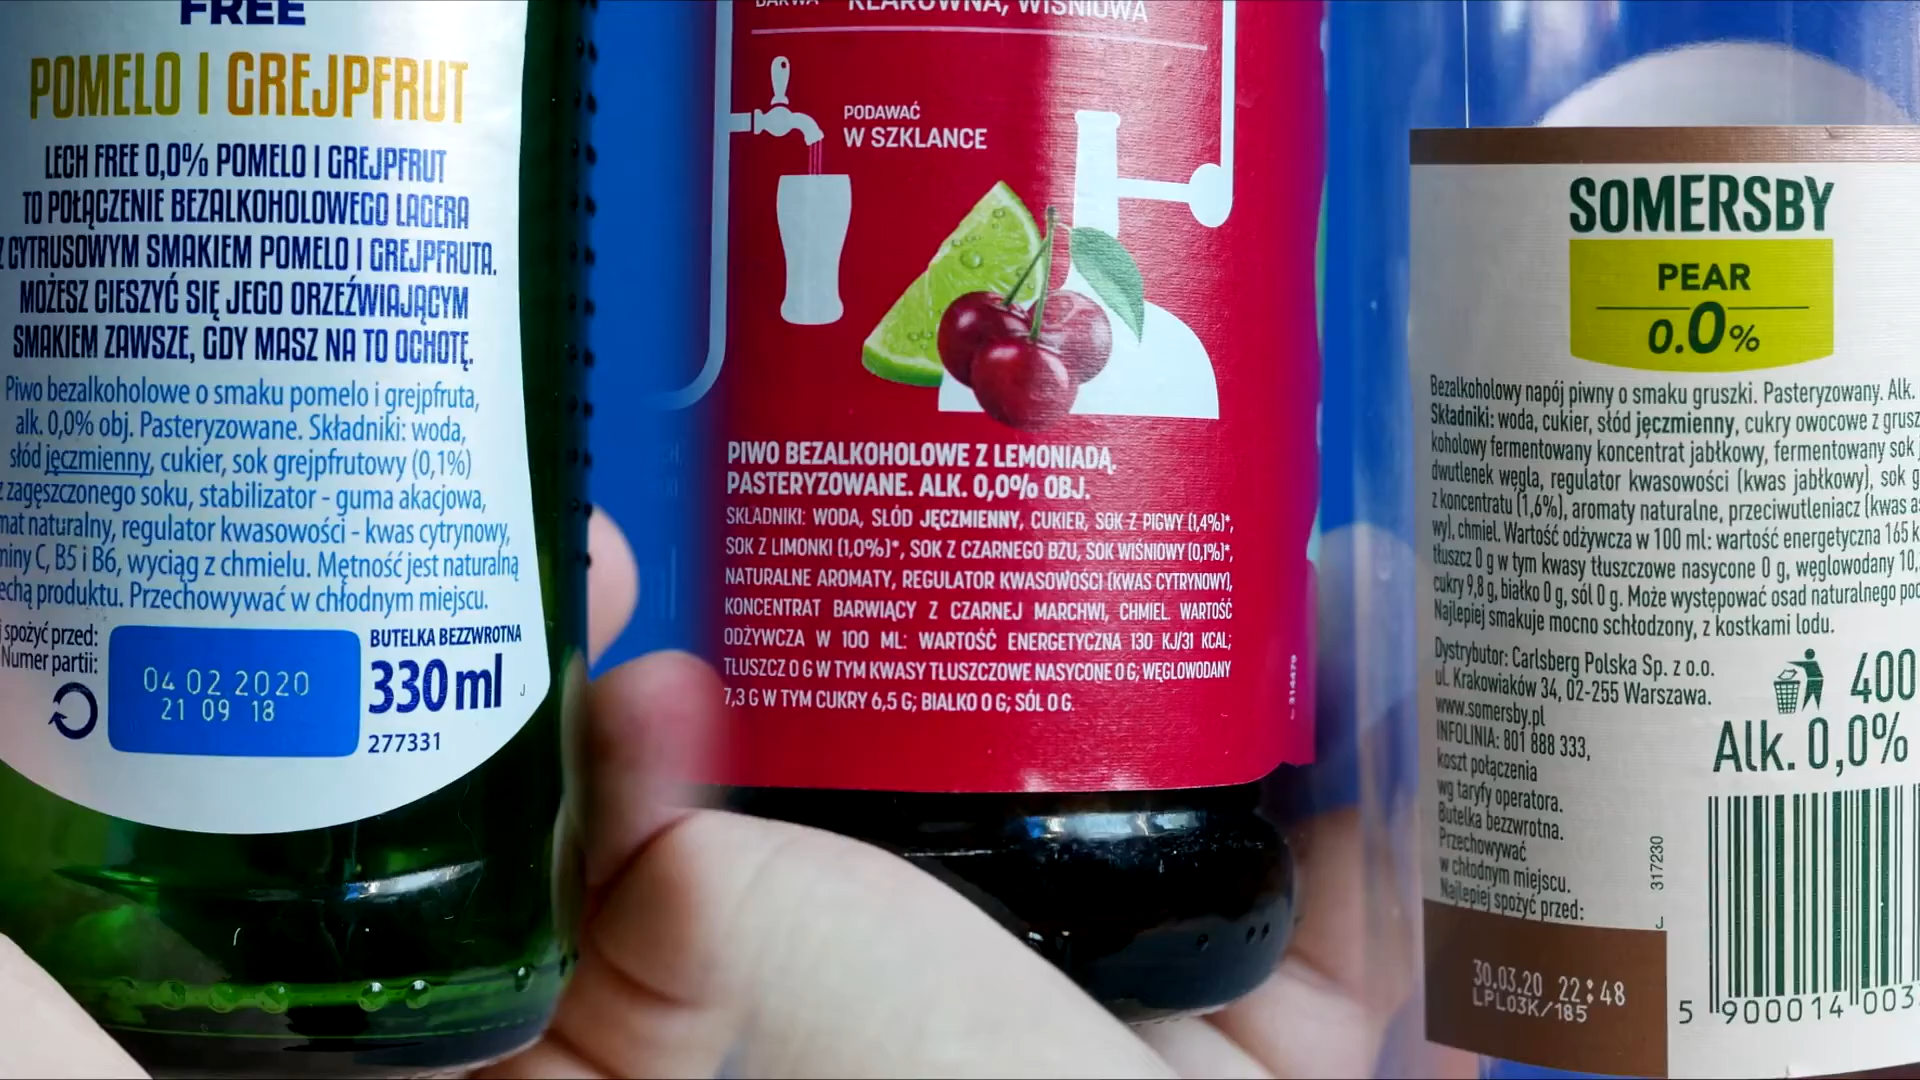 FREE
POMELO I GREJPFRUT
LECH FREE 0,0% POMELO I GREJPFRUT
TO POŁĄCZENIE BEZALKOHOLOWEGO LAGERA
Z CYTRUSOWYM SMAKIEM POMELO I GREJPFRUTA.
MOŻESZ CIESZYĆ SIĘ JEGO ORZEŹWIAJĄCYM
SMAKIEM ZAWSZE, GDY MASZ NA TO OCHOTĘ.
Piwo bezalkoholowe o smaku pomelo i grejpfruta,
alk. 0,0% obj. Pasteryzowane. Składniki: woda,
słód jęczmienny, cukier, sok grejpfrutowy (0,1%)
z zagęszczonego soku, stabilizator - guma akacjowa,
mat naturalny, regulator kwasowości - kwas cytrynowy,
miny C, B5 i B6, wyciąg z chmielu. Mętność jest naturalną
echą produktu. Przechowywać w chłodnym miejscu.
spożyć przed:
Numer partii:
04 02 2020
21 09 18
BUTELKA BEZZWROTNA
330 ml
277331
J
BARWA KLAROWNA, WIŚNIOWA
PODAWAĆ
W SZKLANCE
PIWO BEZALKOHOLOWE Z LEMONIADĄ.
PASTERYZOWANE. ALK. 0,0% OBJ.
SKŁADNIKI: WODA, SŁÓD JĘCZMIENNY, CUKIER, SOK Z PIGWY (1,4%)*,
SOK Z LIMONKI (1,0%)*, SOK Z CZARNEGO BZU, SOK WIŚNIOWY (0,1%)*,
NATURALNE AROMATY, REGULATOR KWASOWOŚCI (KWAS CYTRYNOWY),
KONCENTRAT BARWIĄCY Z CZARNEJ MARCHWI, CHMIEL. WARTOŚĆ
ODŻYWCZA W 100 ML: WARTOŚĆ ENERGETYCZNA 130 KJ/31 KCAL;
TŁUSZCZ 0 G W TYM KWASY TŁUSZCZOWE NASYCONE 0 G; WĘGLOWODANY
7,3 G W TYM CUKRY 6,5 G; BIAŁKO 0 G; SÓL 0 G.
SOMERSBY
PEAR
0.0%
Bezalkoholowy napój piwny o smaku gruszki. Pasteryzowany. Alk.
Składniki: woda, cukier, słód jęczmienny, cukry owocowe z grusz
koholowy fermentowany koncentrat jabłkowy, fermentowany sok j
dwutlenek węgla, regulator kwasowości (kwas jabłkowy), sok g
z koncentratu (1,6%), aromaty naturalne, przeciwutleniacz (kwas as
wy), chmiel. Wartość odżywcza w 100 ml: wartość energetyczna 165 k
tłuszcz 0 g w tym kwasy tłuszczowe nasycone 0 g, węglowodany 10,
cukry 9,8 g, białko 0 g, sól 0 g. Może występować osad naturalnego poc
Najlepiej smakuje mocno schłodzony, z kostkami lodu.
Dystrybutor: Carlsberg Polska Sp. z o.o.
ul. Krakowiaków 34, 02-255 Warszawa.
www.somersby.pl
INFOLINIA: 801 888 333,
koszt połączenia
wg taryfy operatora.
Butelka bezzwrotna.
Przechowywać
w chłodnym miejscu.
Najlepiej spożyć przed:
400
Alk. 0,0%
317230
J
30.03.20 22:48
LPL03K/185
5 900014 003